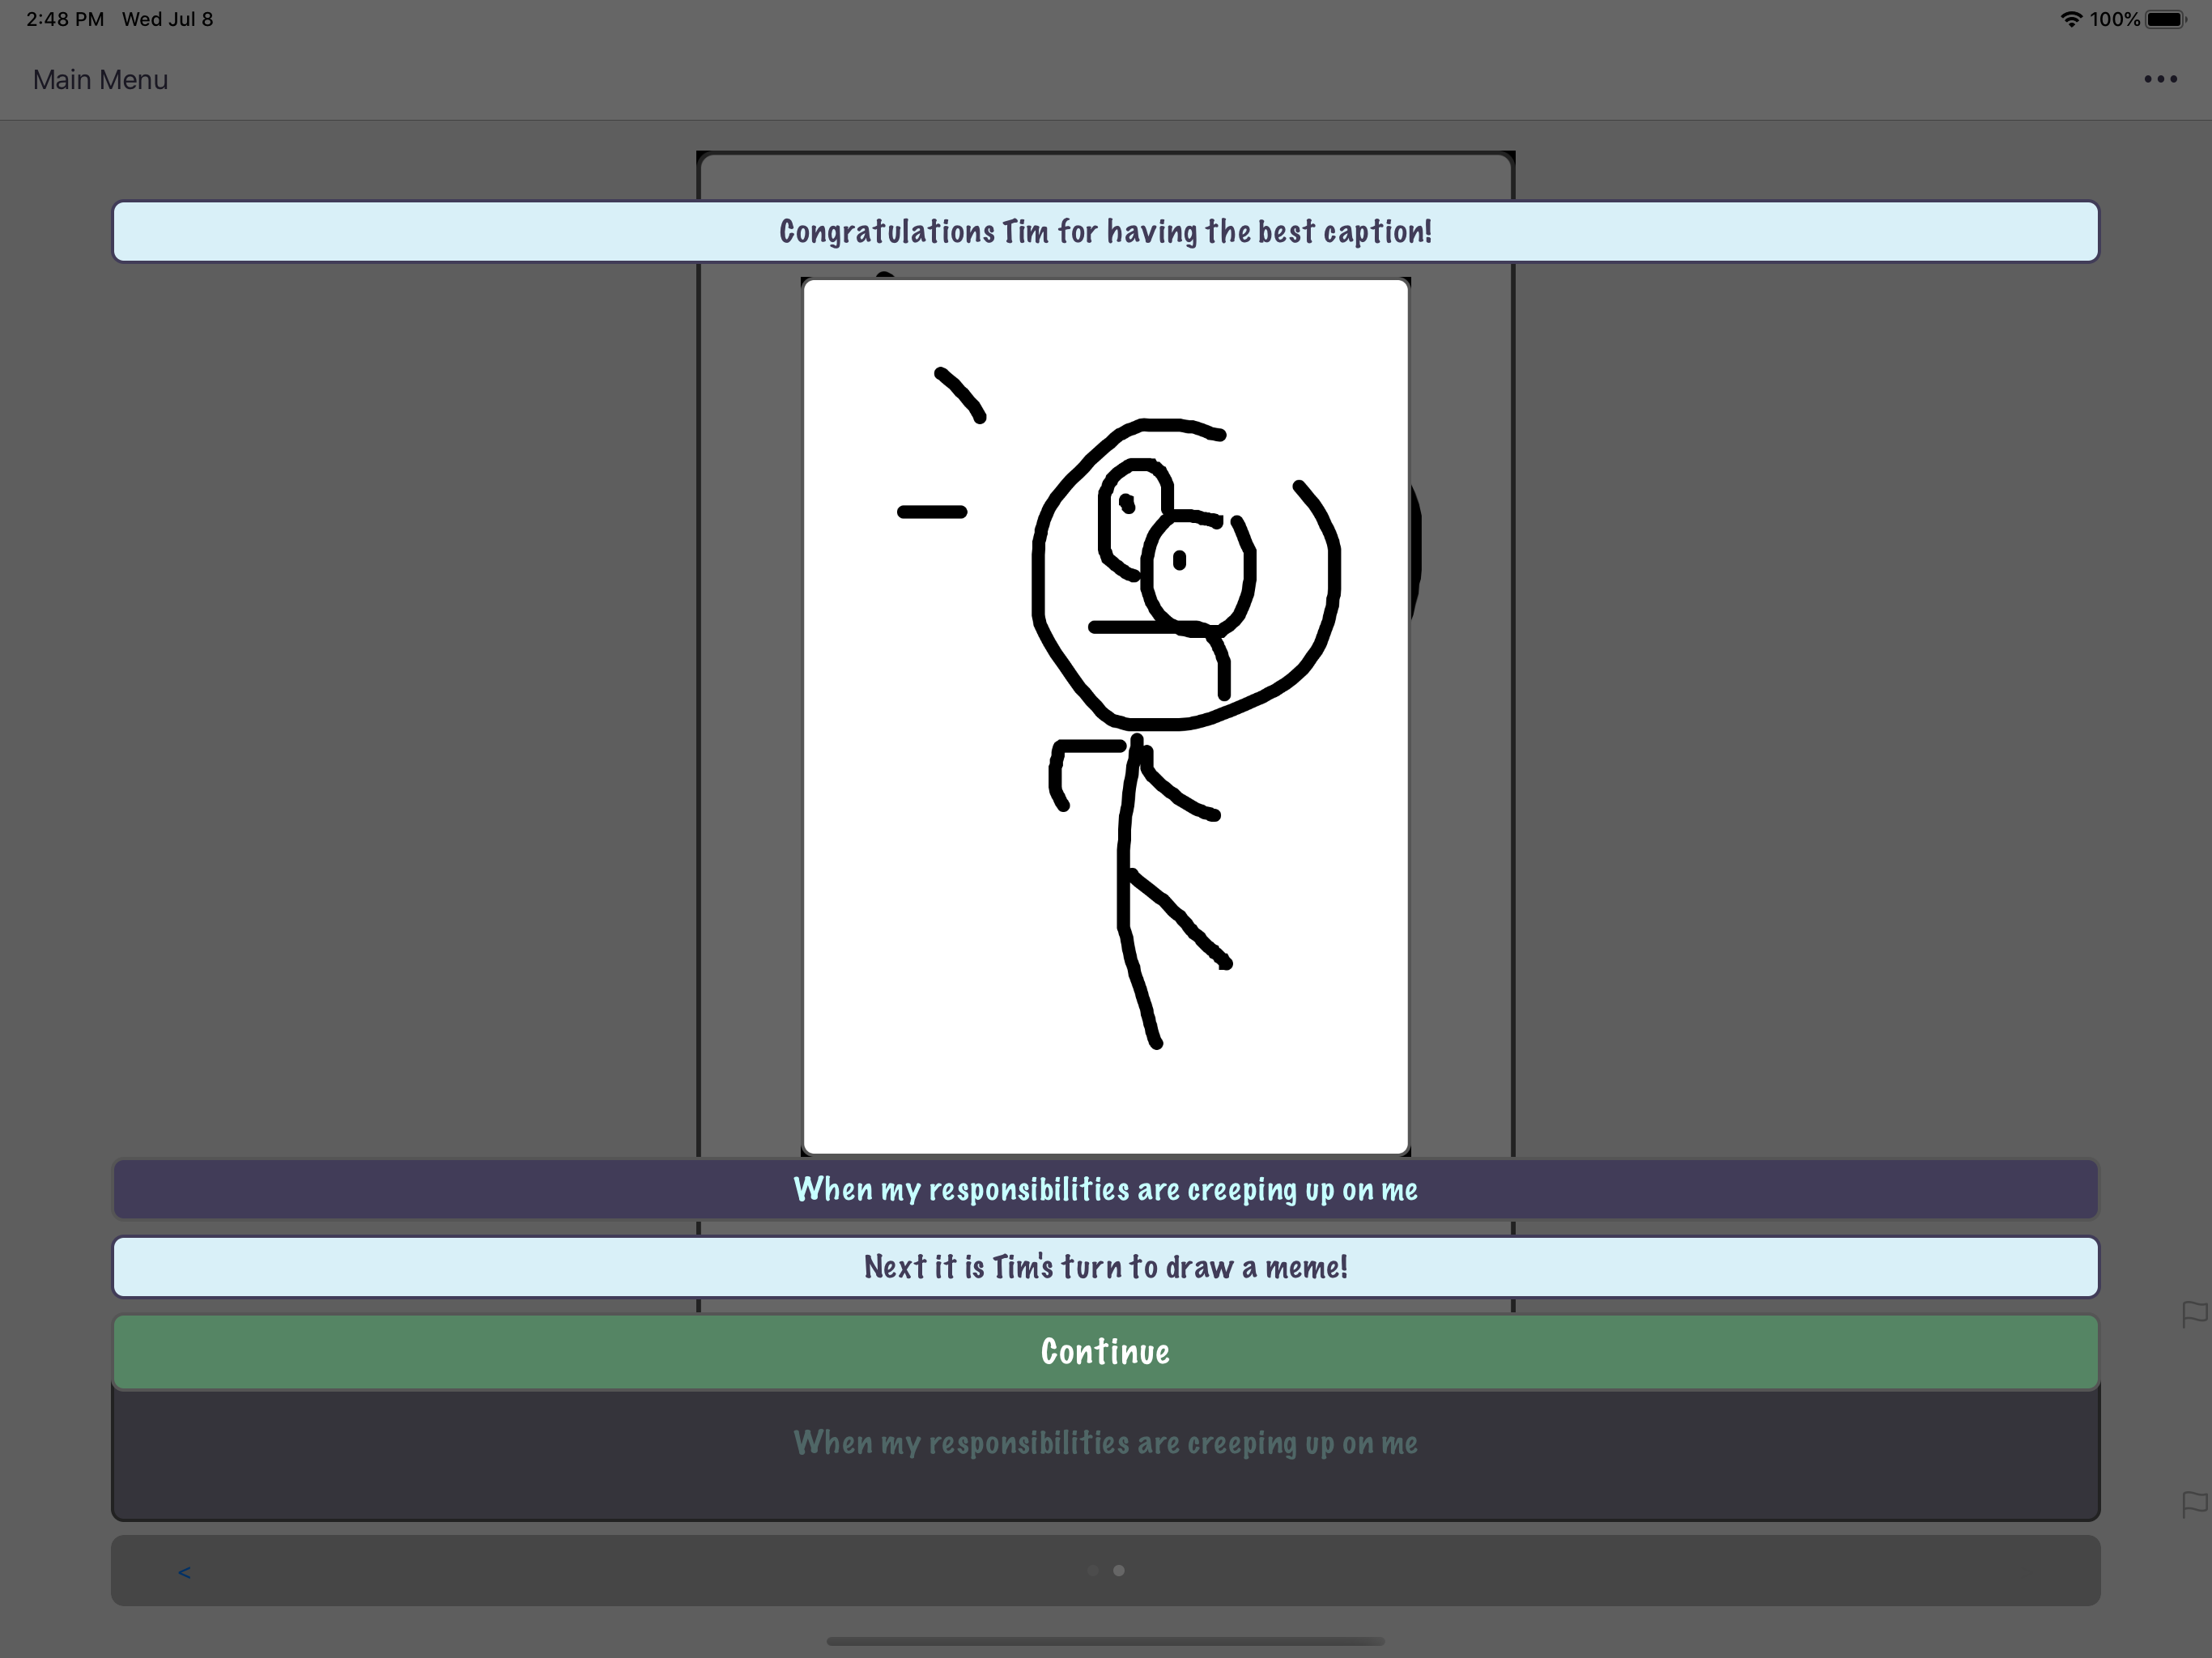 2:48 PM Wed Jul 8
100%
Main Menu
Congratulations Tim for having the best caption!
When my responsibilities are creeping up on me
Next it is Tim's turn to draw a meme!
Continue
When my responsibilities are creeping up on me
<